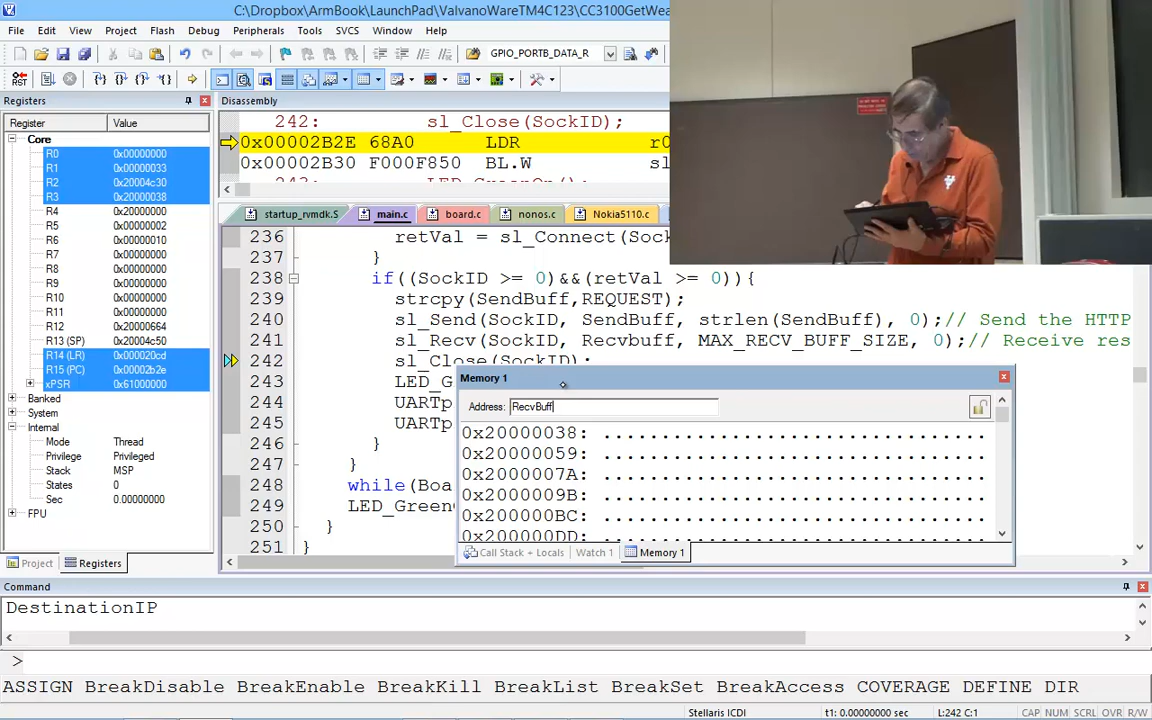 C:\Dropbox\ArmBook\LaunchPad\ValvanoWareTM4C123\CC3100GetWea
File Edit View Project Flash Debug Peripherals Tools SVCS Window Help
GPIO_PORTB_DATA_R
RST
Registers
Disassembly
Register Value
Core
R0 0x00000000
R1 0x00000033
R2 0x20004c30
R3 0x20000038
R4 0x20000000
R5 0x00000002
R6 0x00000010
R7 0x00000000
R8 0x00000000
R9 0x00000000
R10 0x00000000
R11 0x00000000
R12 0x20000664
R13 (SP) 0x20004c50
R14 (LR) 0x000020cd
R15 (PC) 0x00002b2e
xPSR 0x61000000
Banked
System
Internal
Mode Thread
Privilege Privileged
Stack MSP
States 0
Sec 0.00000000
FPU
Project Registers
242: sl_Close(SockID);
0x00002B2E 68A0 LDR r0
0x00002B30 F000F850 BL.W sl
243: LED_GreenOn();
startup_rvmdk.S main.c board.c nonos.c Nokia5110.c
236 retVal = sl_Connect(Sock
237 }
238 if((SockID >= 0)&&(retVal >= 0)){
239 strcpy(SendBuff,REQUEST);
240 sl_Send(SockID, SendBuff, strlen(SendBuff), 0);// Send the HTTP
241 sl_Recv(SockID, Recvbuff, MAX_RECV_BUFF_SIZE, 0);// Receive res
242 sl_Close(SockID);
243 LED_G
244 UARTp
245 UARTp
246 }
247 }
248 while(Boa
249 LED_Green
250 }
251 }
Memory 1
Address: RecvBuff
0x20000038: .................................
0x20000059: .................................
0x2000007A: .................................
0x2000009B: .................................
0x200000BC: .................................
0x200000DD: .................................
Call Stack + Locals Watch 1 Memory 1
Command
DestinationIP
>
ASSIGN BreakDisable BreakEnable BreakKill BreakList BreakSet BreakAccess COVERAGE DEFINE DIR
Stellaris ICDI t1: 0.00000000 sec L:242 C:1 CAP NUM SCRL OVR R/W